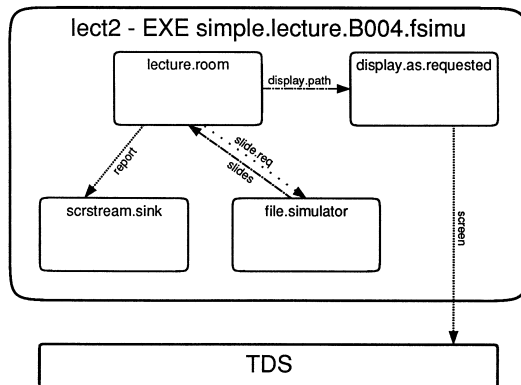 lect2 - EXE simple.lecture.B004.fsimu
lecture.room
display.path
display.as.requested
report
slide.req
slides
scrstream.sink
file.simulator
screen
TDS